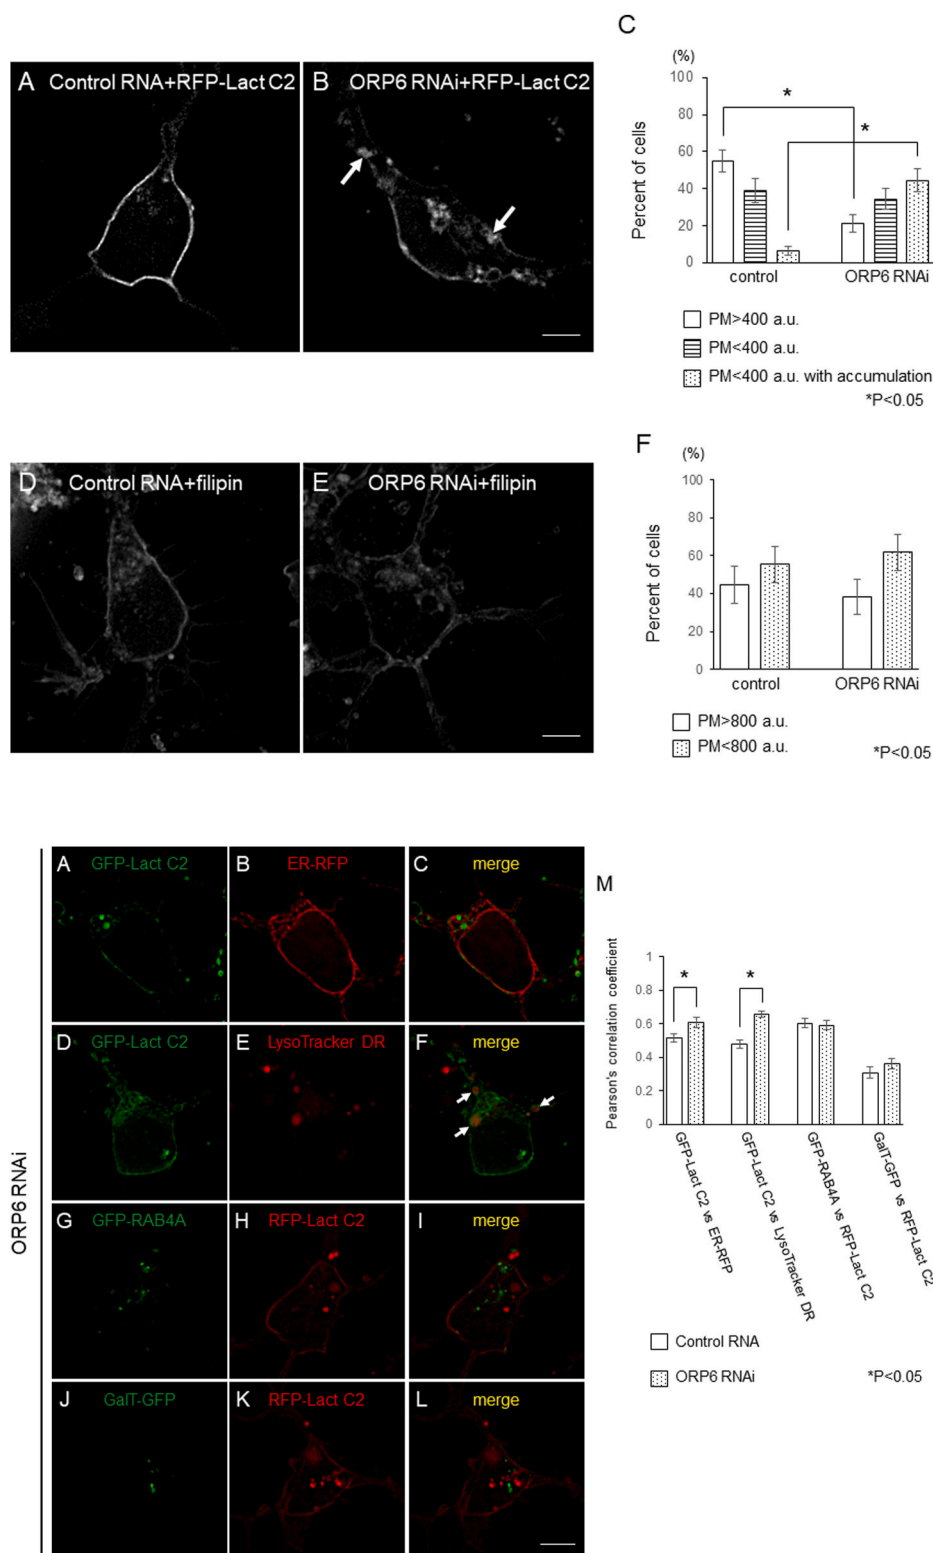 C
(%)
A Control RNA+RFP-Lact C2
B ORP6 RNAi+RFP-Lact C2
100
80
60
40
20
0
Percent of cells
*
*
control
ORP6 RNAi
PM>400 a.u.
PM<400 a.u.
PM<400 a.u. with accumulation
*P<0.05
D Control RNA+filipin
E ORP6 RNAi+filipin
F
(%)
100
80
60
40
20
0
Percent of cells
control
ORP6 RNAi
PM>800 a.u.
PM<800 a.u.
*P<0.05
ORP6 RNAi
A GFP-Lact C2
B ER-RFP
C merge
D GFP-Lact C2
E LysoTracker DR
F merge
G GFP-RAB4A
H RFP-Lact C2
I merge
J GalT-GFP
K RFP-Lact C2
L merge
M
Pearson's correlation coefficient
1
0.8
0.6
0.4
0.2
0
*
*
GFP-Lact C2 vs ER-RFP
GFP-Lact C2 vs LysoTracker DR
GFP-RAB4A vs RFP-Lact C2
GalT-GFP vs RFP-Lact C2
Control RNA
ORP6 RNAi
*P<0.05